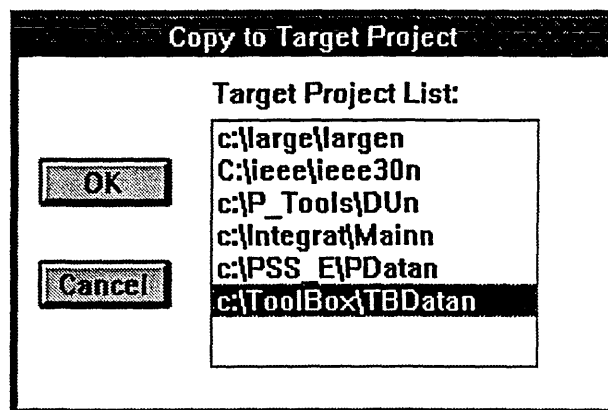 Copy to Target Project
Target Project List:
c:\large\largen
C:\ieee\ieee30n
c:\P_Tools\DUn
c:\Integrat\Mainn
c:\PSS_E\PDatan
c:\ToolBox\TBDatan
OK
Cancel